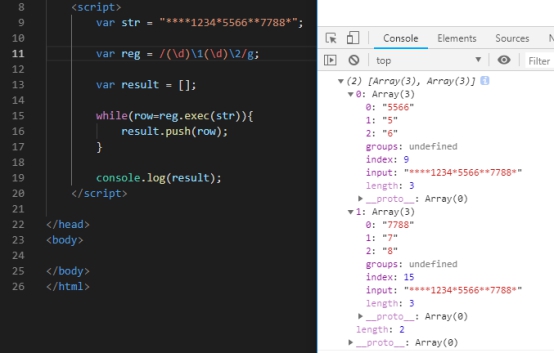 8 <script>
9 var str = "****1234*5566**7788*";
10
11 var reg = /(\d)\1(\d)\2/g;
12
13 var result = [];
14
15 while(row=reg.exec(str)){
16 result.push(row);
17 }
18
19 console.log(result);
20 </script>
21
22 </head>
23 <body>
24
25 </body>
26 </html>
Console Elements Sources Netw
top Filter
▼(2) [Array(3), Array(3)]
▼0: Array(3)
0: "5566"
1: "5"
2: "6"
groups: undefined
index: 9
input: "****1234*5566**7788*"
length: 3
▶__proto__: Array(0)
▼1: Array(3)
0: "7788"
1: "7"
2: "8"
groups: undefined
index: 15
input: "****1234*5566**7788*"
length: 3
▶__proto__: Array(0)
length: 2
▶__proto__: Array(0)